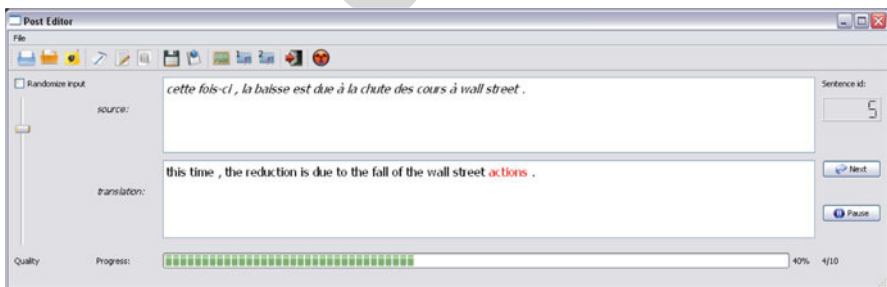 Post Editor
File
Randomize input
source:
cette fois-ci , la baisse est due à la chute des cours à wall street .
Sentence id:
5
translation:
this time , the reduction is due to the fall of the wall street actions .
Next
Pause
Quality
Progress:
40%
4/10